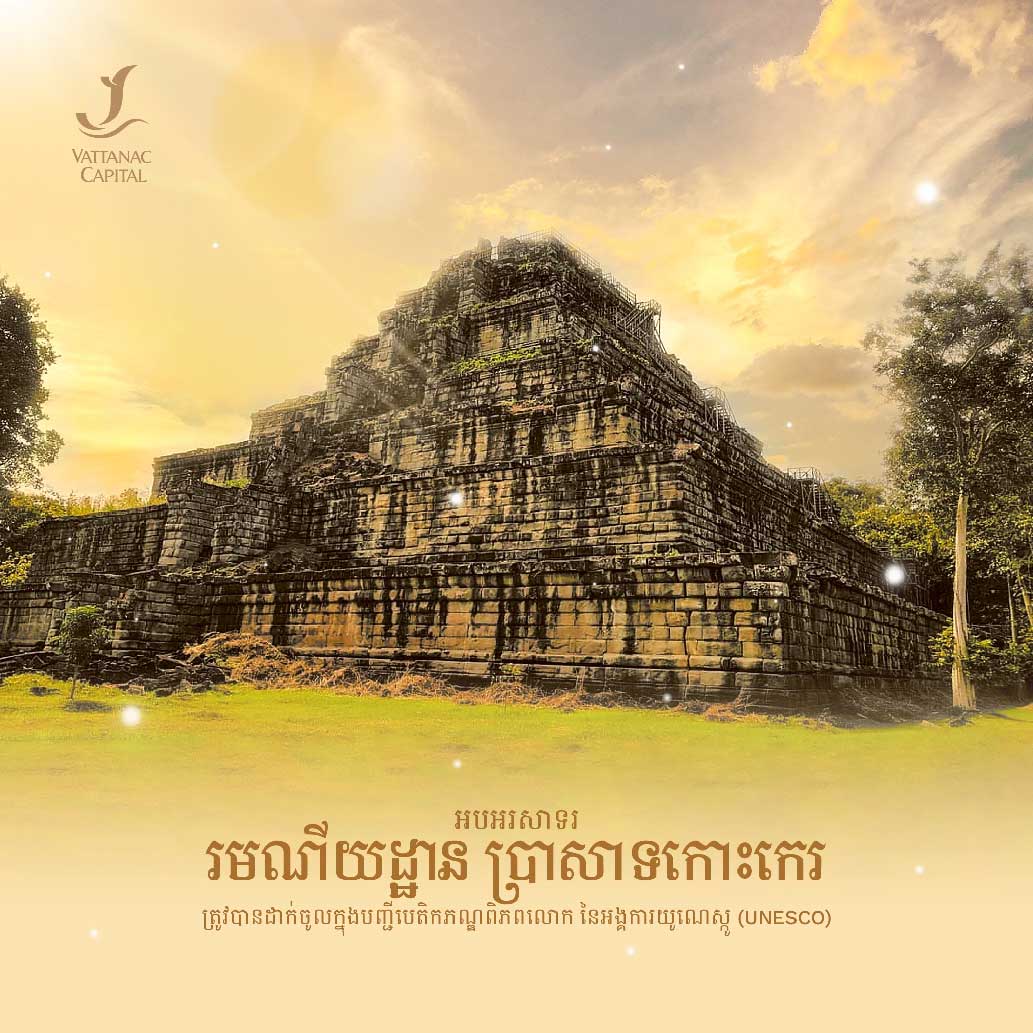 VATTANAC
CAPITAL
អបអរសាទរ
រមណីយដ្ឋាន ប្រាសាទកោះកេរ
ត្រូវបានដាក់ចូលក្នុងបញ្ជីបេតិកភណ្ឌពិភពលោក នៃអង្គការយូណេស្កូ (UNESCO)